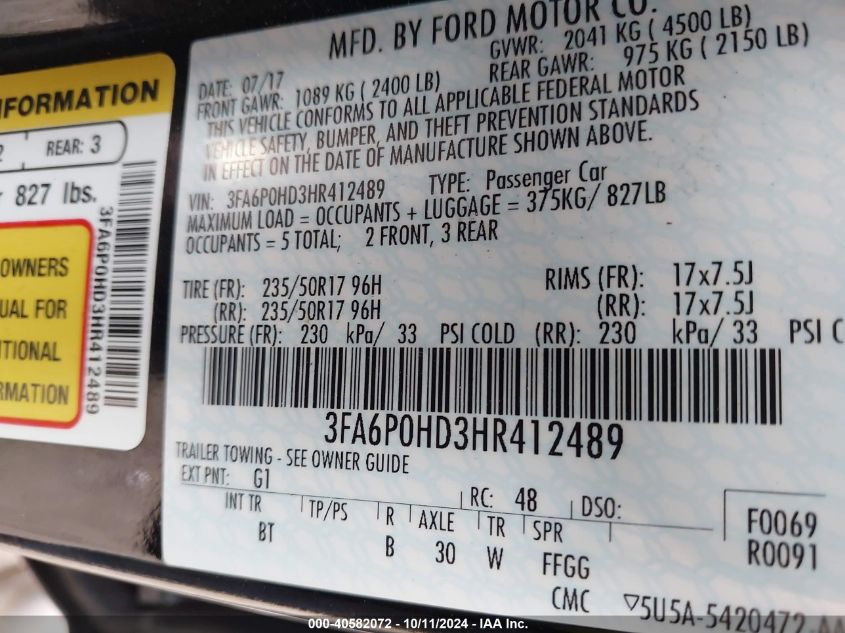 MFD. BY FORD MOTOR CO.
DATE: 07/17 GVWR: 2041 KG ( 4500 LB)
FRONT GAWR: 1089 KG ( 2400 LB) REAR GAWR: 975 KG ( 2150 LB)
THIS VEHICLE CONFORMS TO ALL APPLICABLE FEDERAL MOTOR
VEHICLE SAFETY, BUMPER, AND THEFT PREVENTION STANDARDS
IN EFFECT ON THE DATE OF MANUFACTURE SHOWN ABOVE.
VIN: 3FA6P0HD3HR412489 TYPE: Passenger Car
MAXIMUM LOAD = OCCUPANTS + LUGGAGE = 375KG/ 827LB
OCCUPANTS = 5 TOTAL; 2 FRONT, 3 REAR
TIRE (FR): 235/50R17 96H RIMS (FR): 17x7.5J
(RR): 235/50R17 96H (RR): 17x7.5J
PRESSURE (FR): 230 kPa/ 33 PSI COLD (RR): 230 kPa/ 33 PSI C
3FA6P0HD3HR412489
TRAILER TOWING - SEE OWNER GUIDE
EXT PNT: G1 RC: 48 DSO:
INT TR TP/PS R AXLE TR SPR F0069
BT B 30 W FFGG R0091
CMC ▽5U5A-5420472-AA
INFORMATION
2 REAR: 3
827 lbs.
3FA6P0HD3HR412489
OWNERS
UAL FOR
ITIONAL
RMATION
000-40582072 - 10/11/2024 - IAA Inc.